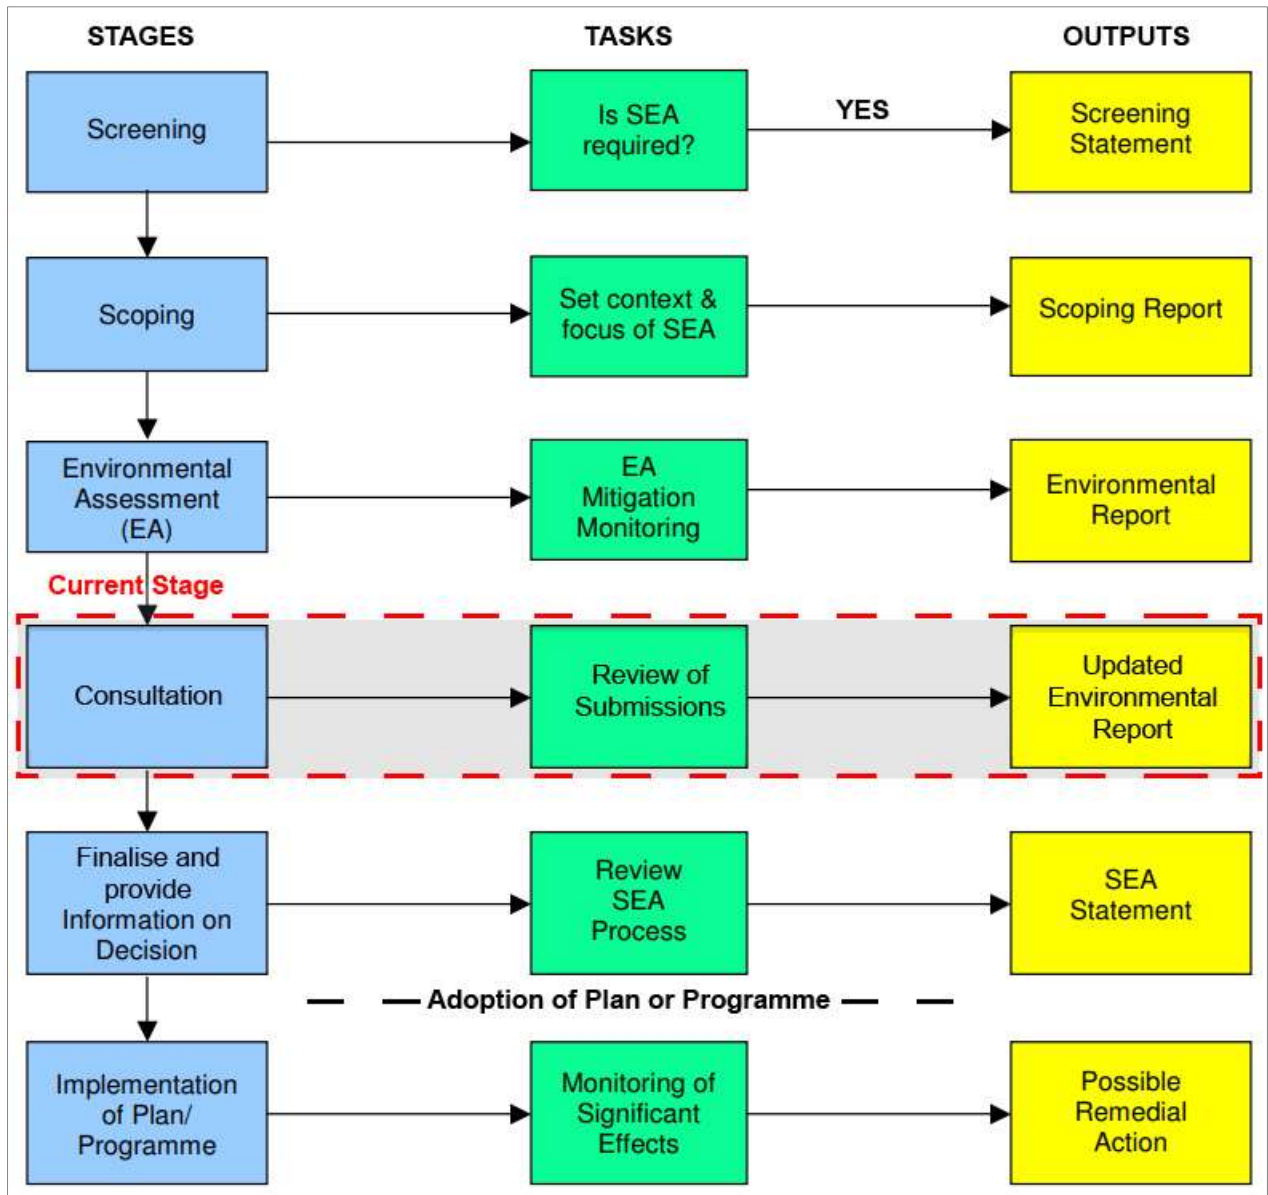 STAGES
TASKS
OUTPUTS
Screening
Is SEA
required?
YES
Screening
Statement
Scoping
Set context &
focus of SEA
Scoping Report
Environmental
Assessment
(EA)
EA
Mitigation
Monitoring
Environmental
Report
Current Stage
Consultation
Review of
Submissions
Updated
Environmental
Report
Finalise and
provide
Information on
Decision
Review
SEA
Process
SEA
Statement
Adoption of Plan or Programme
Implementation
of Plan/
Programme
Monitoring of
Significant
Effects
Possible
Remedial
Action